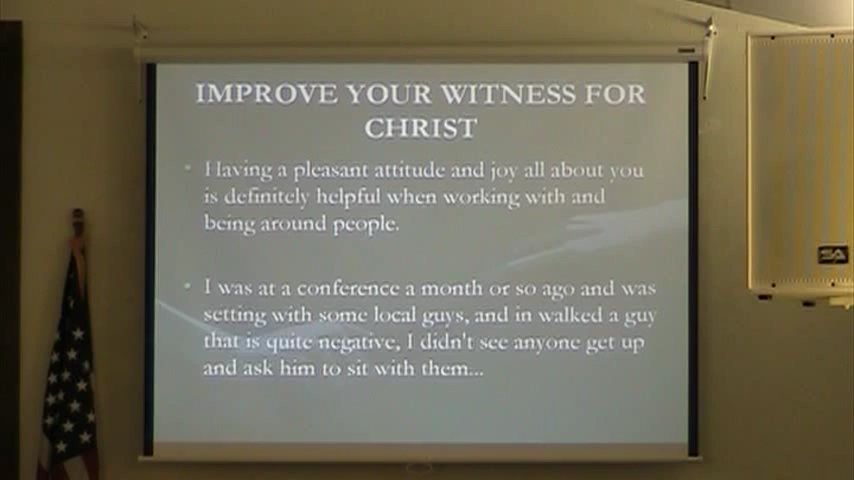 IMPROVE YOUR WITNESS FOR
CHRIST
• Having a pleasant attitude and joy all about you
is definitely helpful when working with and
being around people.
• I was at a conference a month or so ago and was
setting with some local guys, and in walked a guy
that is quite negative, I didn't see anyone get up
and ask him to sit with them...
SA